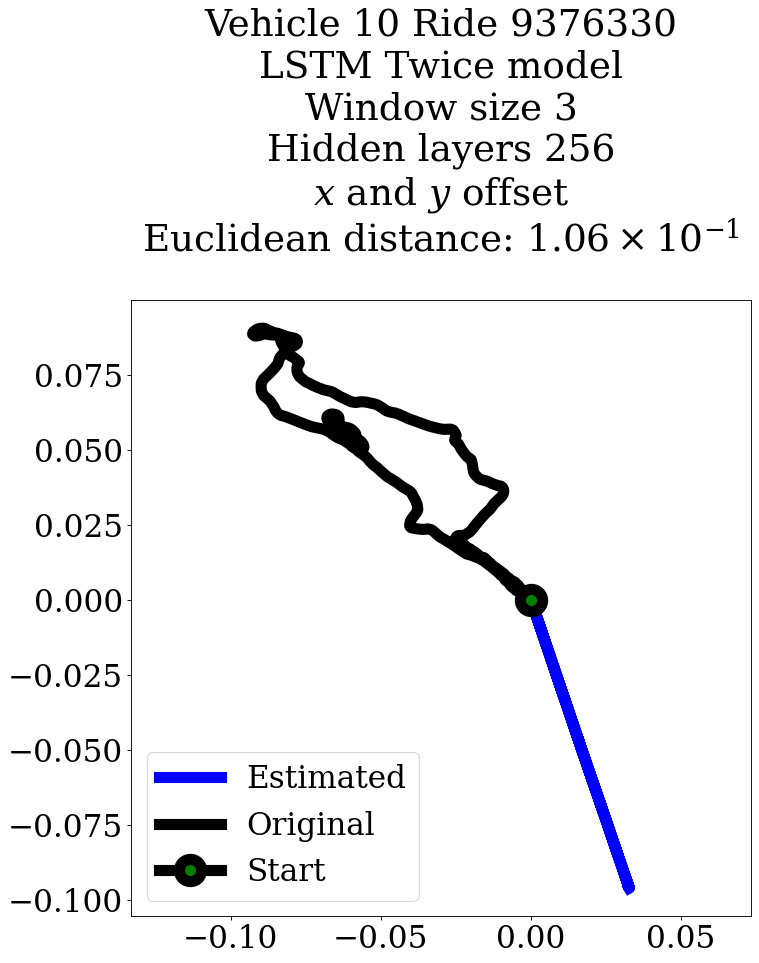 Vehicle 10 Ride 9376330
LSTM Twice model
Window size 3
Hidden layers 256
x and y offset
Euclidean distance: 1.06 × 10⁻¹
0.075
0.050
0.025
0.000
−0.025
−0.050
−0.075
−0.100
Estimated
Original
Start
−0.10 −0.05 0.00 0.05